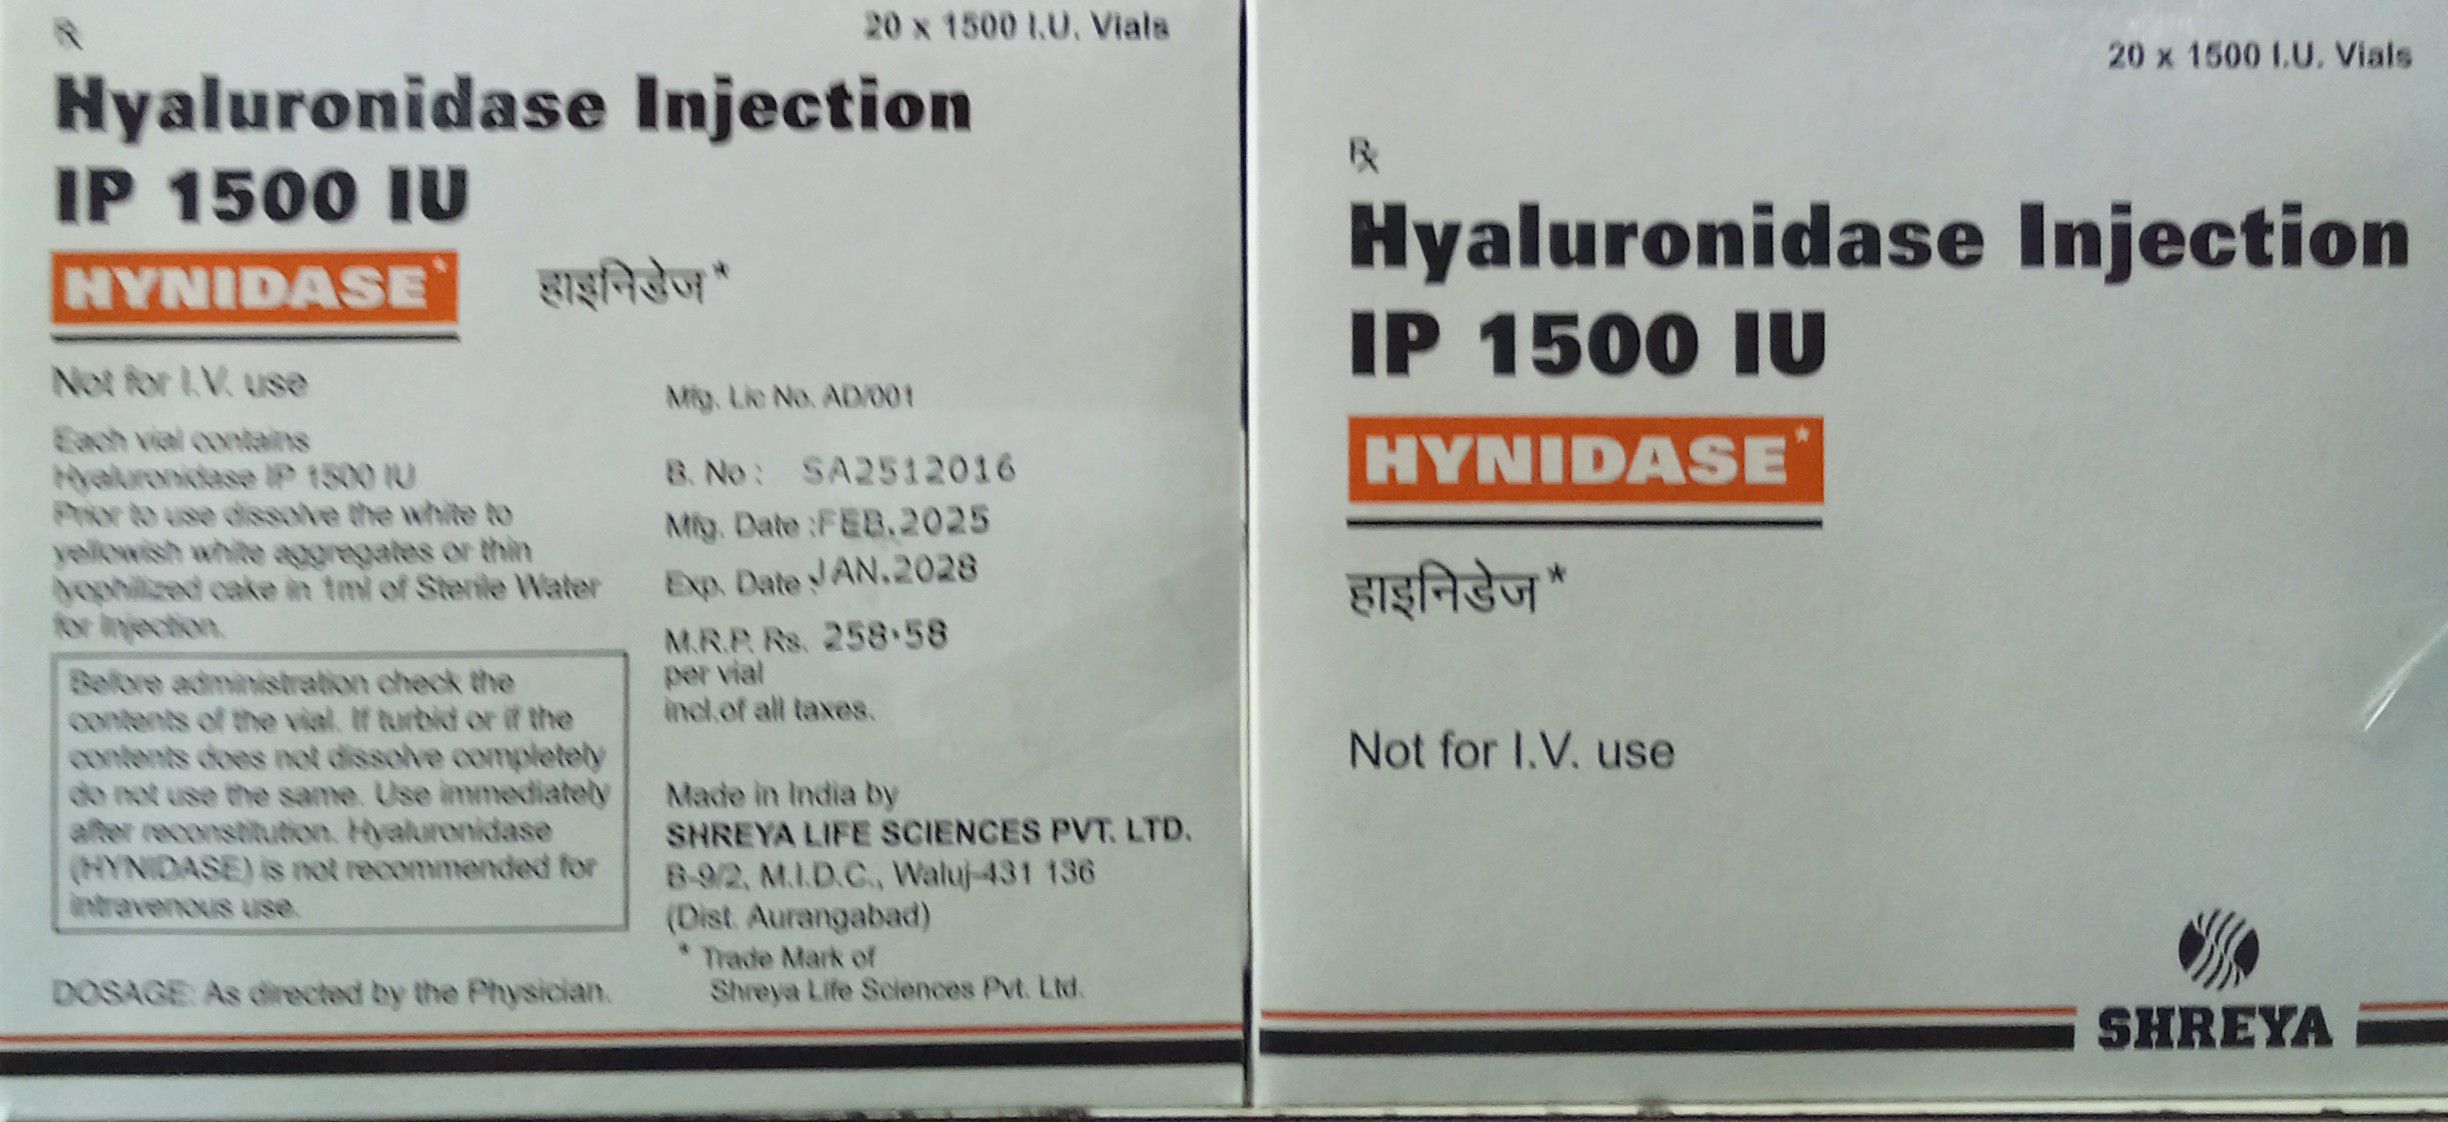 ℞
20 x 1500 I.U. Vials
Hyaluronidase Injection
IP 1500 IU
HYNIDASE*
हाइनिडेज*
Not for I.V. use
Each vial contains
Hyaluronidase IP 1500 IU
Prior to use dissolve the white to
yellowish white aggregates or thin
lyophilized cake in 1ml of Sterile Water
for Injection.
Before administration check the
contents of the vial. If turbid or if the
contents does not dissolve completely
do not use the same. Use immediately
after reconstitution. Hyaluronidase
(HYNIDASE) is not recommended for
intravenous use.
DOSAGE: As directed by the Physician.
Mfg. Lic No. AD/001
B. No : SA2512016
Mfg. Date :FEB.2025
Exp. Date :JAN.2028
M.R.P. Rs. 258.58
per vial
incl.of all taxes.
Made in India by
SHREYA LIFE SCIENCES PVT. LTD.
B-9/2, M.I.D.C., Waluj-431 136
(Dist. Aurangabad)
* Trade Mark of
Shreya Life Sciences Pvt. Ltd.
20 x 1500 I.U. Vials
℞
Hyaluronidase Injection
IP 1500 IU
HYNIDASE*
हाइनिडेज*
Not for I.V. use
SHREYA